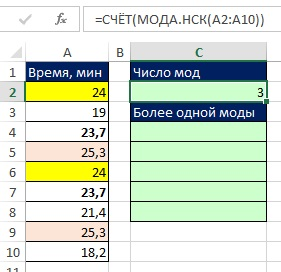 fx =СЧЁТ(МОДА.НСК(A2:A10))
A B C
1 Время, мин Число мод
2 24 3
3 19 Более одной моды
4 23,7
5 25,3
6 24
7 23,7
8 21,4
9 25,3
10 18,2